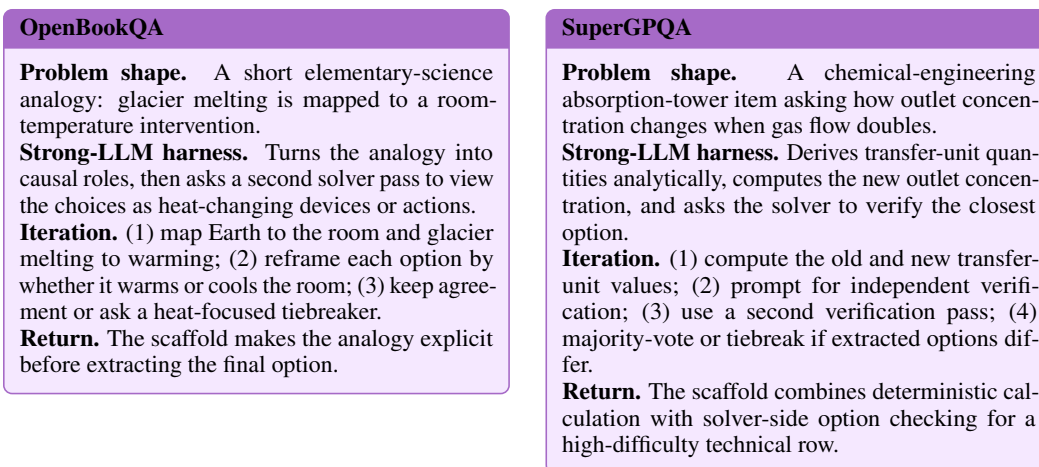 OpenBookQA
Problem shape. A short elementary-science
analogy: glacier melting is mapped to a room-
temperature intervention.
Strong-LLM harness. Turns the analogy into
causal roles, then asks a second solver pass to view
the choices as heat-changing devices or actions.
Iteration. (1) map Earth to the room and glacier
melting to warming; (2) reframe each option by
whether it warms or cools the room; (3) keep agree-
ment or ask a heat-focused tiebreaker.
Return. The scaffold makes the analogy explicit
before extracting the final option.
SuperGPQA
Problem shape. A chemical-engineering
absorption-tower item asking how outlet concen-
tration changes when gas flow doubles.
Strong-LLM harness. Derives transfer-unit quan-
tities analytically, computes the new outlet concen-
tration, and asks the solver to verify the closest
option.
Iteration. (1) compute the old and new transfer-
unit values; (2) prompt for independent verifi-
cation; (3) use a second verification pass; (4)
majority-vote or tiebreak if extracted options dif-
fer.
Return. The scaffold combines deterministic cal-
culation with solver-side option checking for a
high-difficulty technical row.